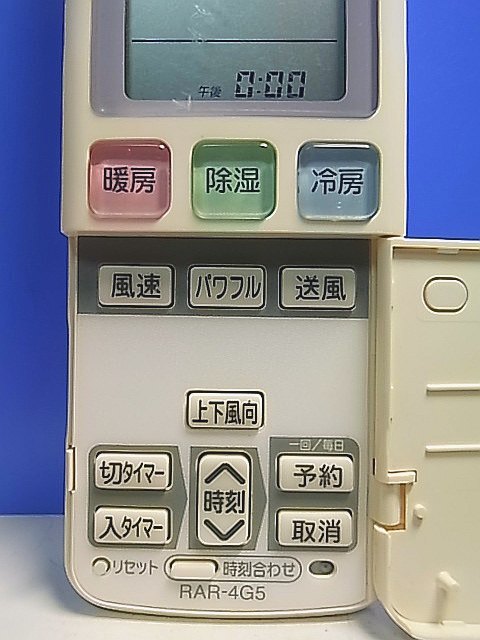 午後 0:00
暖房 除湿 冷房
風速 パワフル 送風
上下風向
一回/毎日
切タイマー 時刻 予約
入タイマー 取消
リセット 時刻合わせ
RAR-4G5